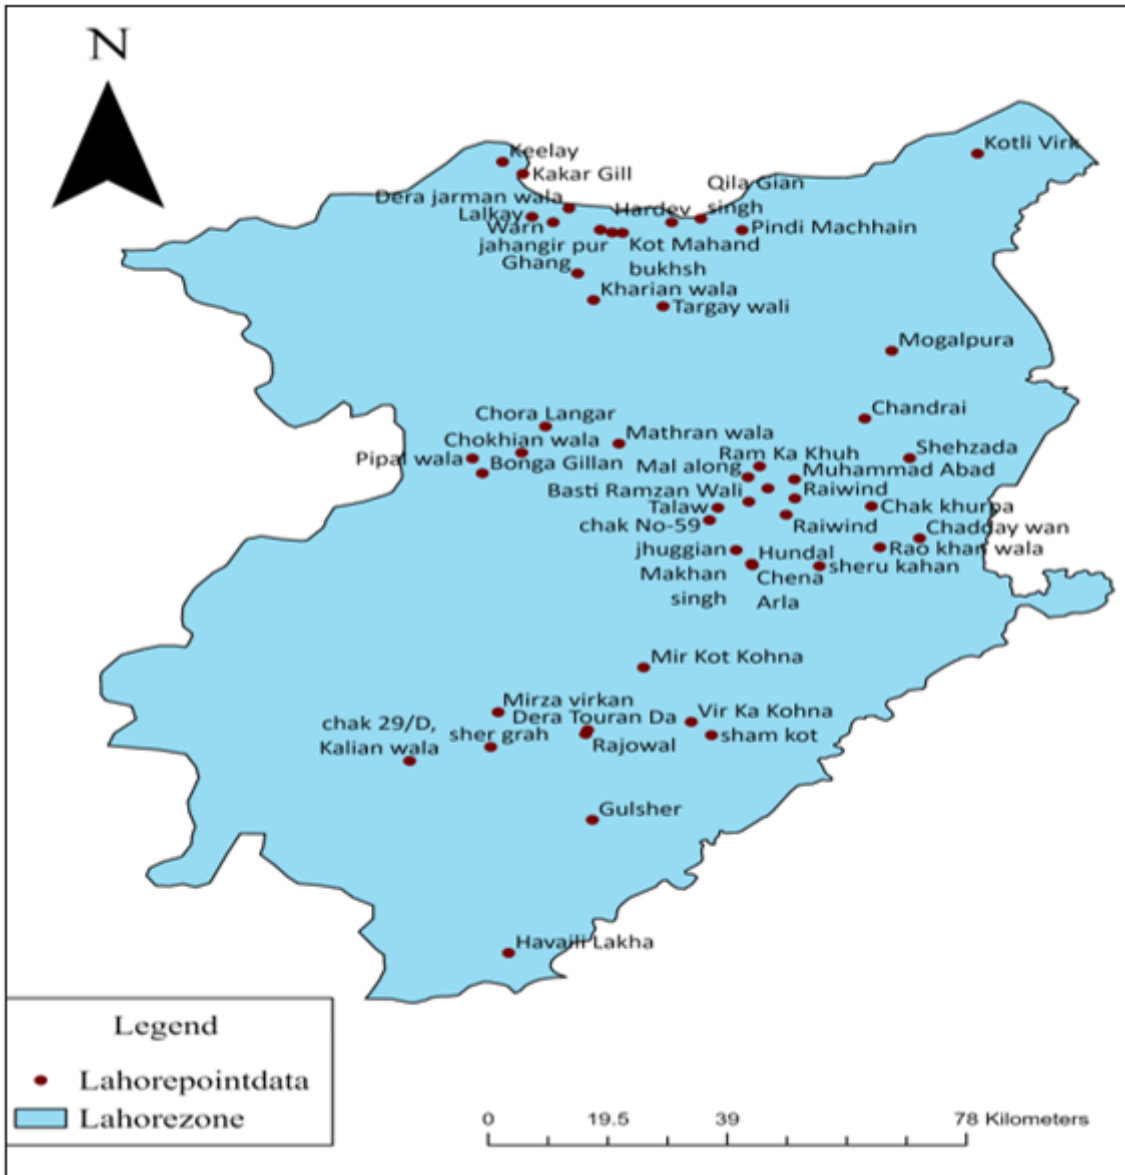 N
Keelay
Kotli Virk
Kakar Gill
Qila Gian
singh
Dera jarman wala
Lalkay
Hardev
Warn
Pindi Machhain
jahangir pur
Kot Mahand
bukhsh
Ghang
Kharian wala
Targay wali
Mogalpura
Chora Langar
Chandrai
Chokhian wala
Mathran wala
Pipal wala
Bonga Gillan
Ram Ka Khuh
Shehzada
Mal along
Muhammad Abad
Basti Ramzan Wali
Raiwind
Talaw
Chak khurpa
chak No-59
Raiwind
Chadday wan
jhuggian
Hundal
Rao khan wala
Makhan
singh
Chena
Arla
sheru kahan
Mir Kot Kohna
Mirza virkan
Dera Touran Da
Vir Ka Kohna
chak 29/D,
Kalian wala
sher grah
Rajowal
sham kot
Gulsher
Havaili Lakha
Legend
Lahorepointdata
Lahorezone
0 19.5 39 78 Kilometers